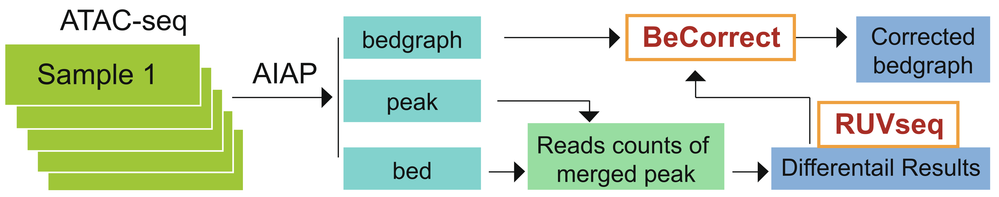 ATAC-seq
Sample 1
AIAP
bedgraph
peak
bed
BeCorrect
Corrected
bedgraph
Reads counts of
merged peak
RUVseq
Differentail Results